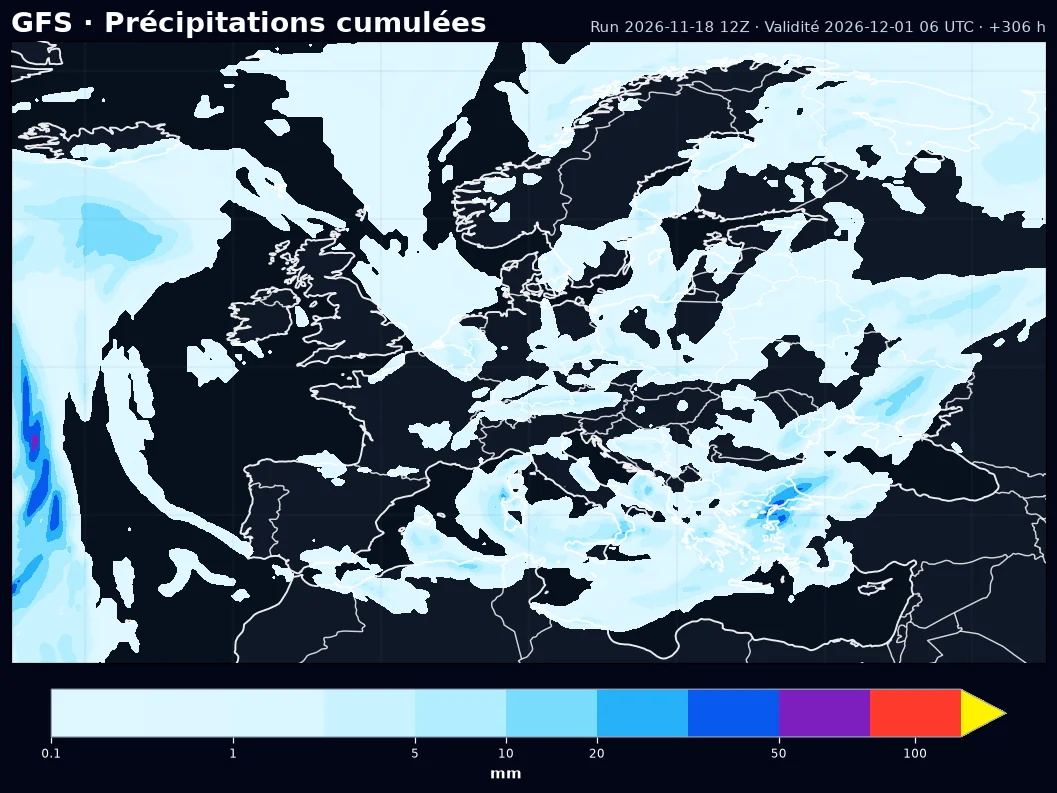 GFS · Précipitations cumulées
Run 2026-11-18 12Z · Validité 2026-12-01 06 UTC · +306 h
0.1 1 5 10 20 50 100
mm